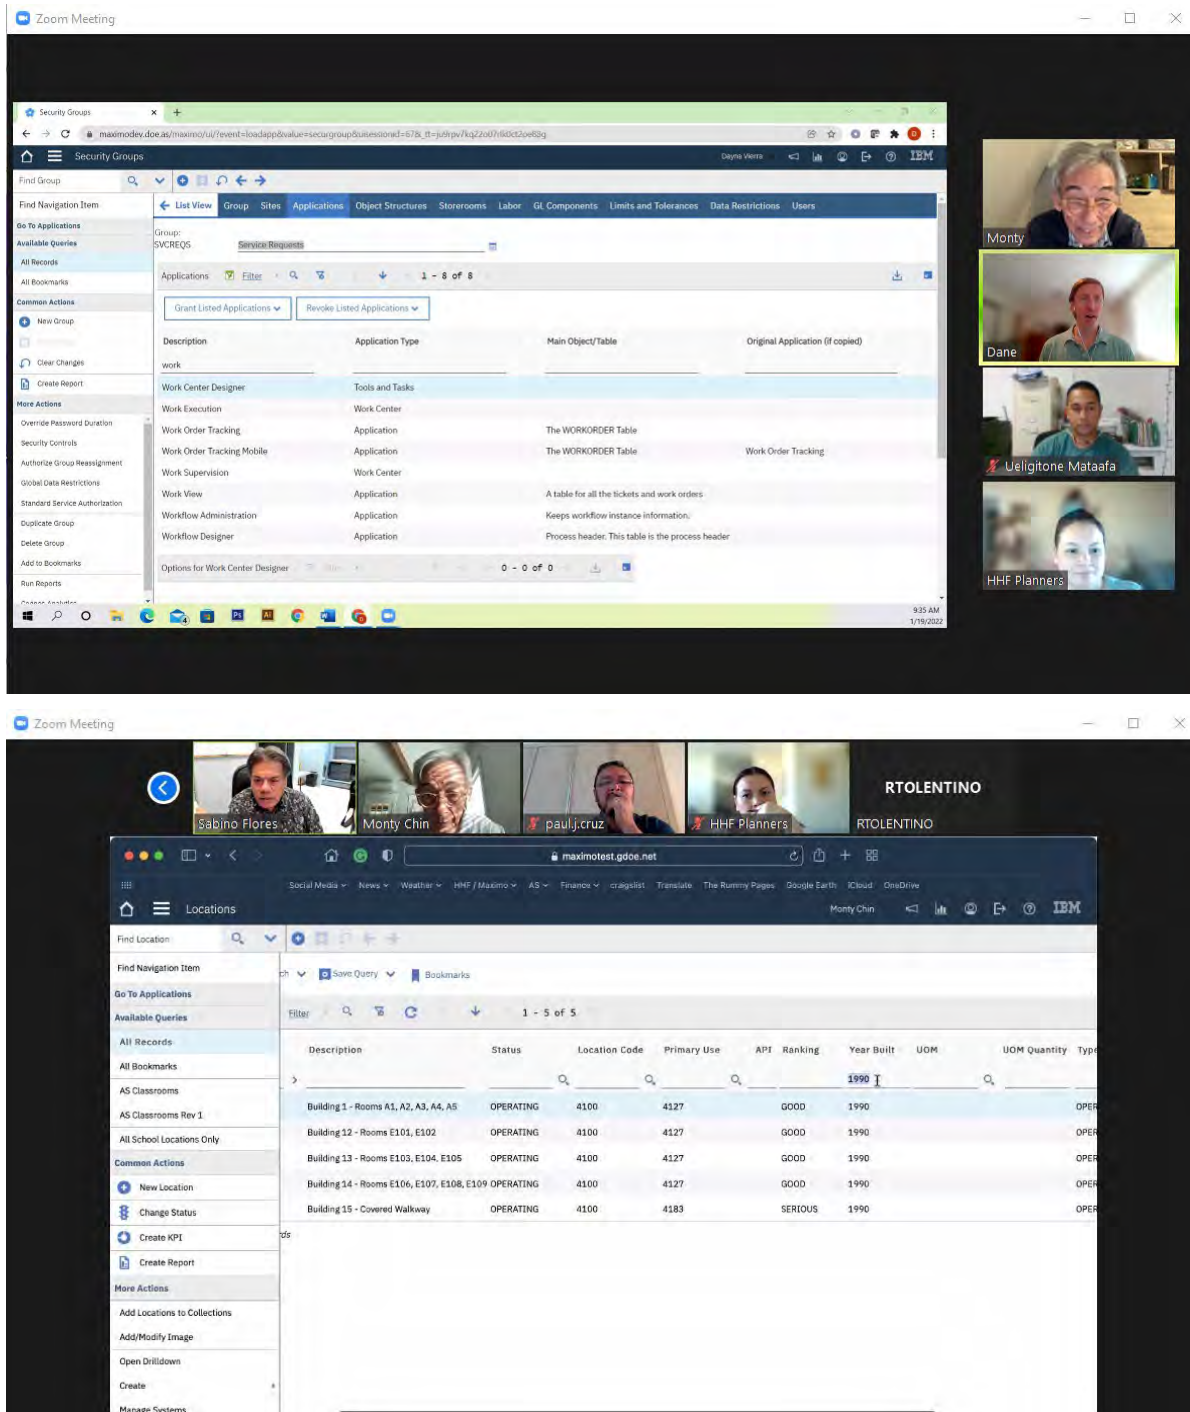 Zoom Meeting
Security Groups
Security Groups Dayna Vierra IBM
Find Group
Find Navigation Item
List View Group Sites Applications Object Structures Storerooms Labor GL Components Limits and Tolerances Data Restrictions Users
Go To Applications
Available Queries
All Records
All Bookmarks
Common Actions
New Group
Clear Changes
Create Report
More Actions
Override Password Duration
Security Controls
Authorize Group Reassignment
Global Data Restrictions
Standard Service Authorization
Duplicate Group
Delete Group
Add to Bookmarks
Run Reports
Group:
SVCREQS Service Requests
Applications Filter 1 - 8 of 8
Grant Listed Applications Revoke Listed Applications
Description Application Type Main Object/Table Original Application (if copied)
work
Work Center Designer Tools and Tasks
Work Execution Work Center
Work Order Tracking Application The WORKORDER Table
Work Order Tracking Mobile Application The WORKORDER Table Work Order Tracking
Work Supervision Work Center
Work View Application A table for all the tickets and work orders
Workflow Administration Application Keeps workflow instance information.
Workflow Designer Application Process header. This table is the process header
Options for Work Center Designer 0 - 0 of 0
9:35 AM
1/19/2022
Monty
Dane
Ueligitone Mataafa
HHF Planners
Zoom Meeting
RTOLENTINO
Sabino Flores Monty Chin paul.j.cruz HHF Planners RTOLENTINO
maximotest.gdoe.net
Social Media News Weather HHF / Maximo AS Finance craigslist Translate The Rummy Pages Google Earth iCloud OneDrive
Locations Monty Chin IBM
Find Location
Find Navigation Item
Go To Applications
Available Queries
All Records
All Bookmarks
AS Classrooms
AS Classrooms Rev 1
All School Locations Only
Common Actions
New Location
Change Status
Create KPI
Create Report
More Actions
Add Locations to Collections
Add/Modify Image
Open Drilldown
Create
Manage Systems
ch Save Query Bookmarks
Filter 1 - 5 of 5
Description Status Location Code Primary Use API Ranking Year Built UOM UOM Quantity Type
1990
Building 1 - Rooms A1, A2, A3, A4, A5 OPERATING 4100 4127 GOOD 1990 OPER
Building 12 - Rooms E101, E102 OPERATING 4100 4127 GOOD 1990 OPER
Building 13 - Rooms E103, E104, E105 OPERATING 4100 4127 GOOD 1990 OPER
Building 14 - Rooms E106, E107, E108, E109 OPERATING 4100 4127 GOOD 1990 OPER
Building 15 - Covered Walkway OPERATING 4100 4183 SERIOUS 1990 OPER
ds